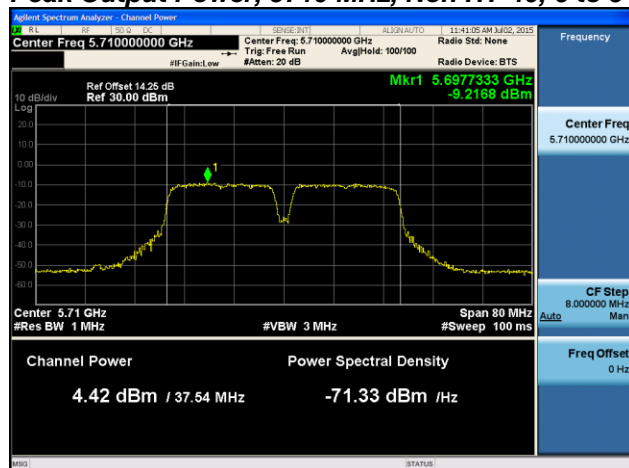 Peak Output Power, 5710 MHz, Non HT-40, 6 to 54
Agilent Spectrum Analyzer - Channel Power
RL RF 50 Ω DC SENSE:INT ALIGN AUTO 11:41:05 AM Jul 02, 2015
Center Freq 5.710000000 GHz
Center Freq: 5.710000000 GHz
Radio Std: None
Trig: Free Run Avg|Hold: 100/100
#IFGain:Low
#Atten: 20 dB
Radio Device: BTS
Frequency
Mkr1 5.6977333 GHz
-9.2168 dBm
Ref Offset 14.25 dB
10 dB/div Ref 30.00 dBm
Log
20.0
10.0
0.00
-10.0
-20.0
-30.0
-40.0
-50.0
-60.0
1
Center 5.71 GHz Span 80 MHz
#Res BW 1 MHz #VBW 3 MHz #Sweep 100 ms
Channel Power Power Spectral Density
4.42 dBm / 37.54 MHz -71.33 dBm /Hz
Center Freq
5.710000000 GHz
CF Step
8.000000 MHz
Auto Man
Freq Offset
0 Hz
MSG STATUS